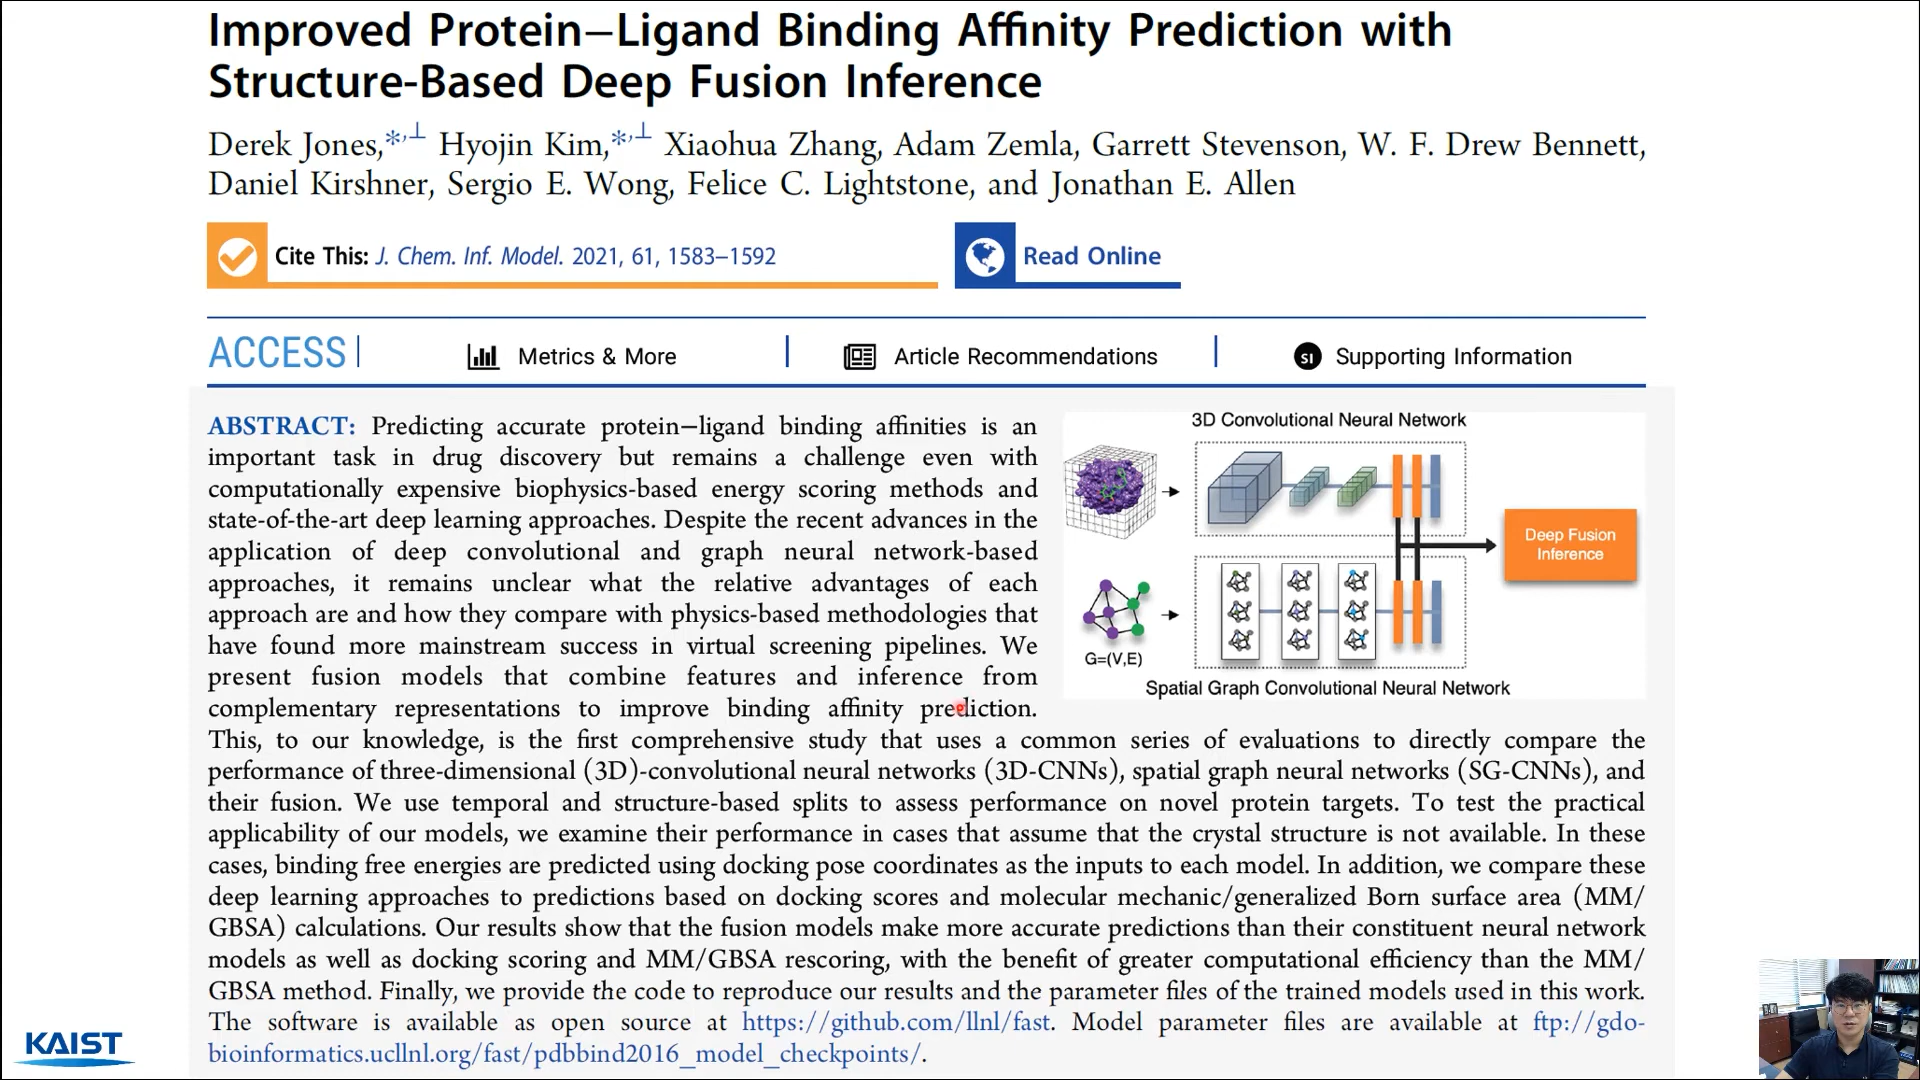 Improved Protein−Ligand Binding Affinity Prediction with
Structure-Based Deep Fusion Inference
Derek Jones,*,⊥ Hyojin Kim,*,⊥ Xiaohua Zhang, Adam Zemla, Garrett Stevenson, W. F. Drew Bennett,
Daniel Kirshner, Sergio E. Wong, Felice C. Lightstone, and Jonathan E. Allen
Cite This: J. Chem. Inf. Model. 2021, 61, 1583−1592
Read Online
ACCESS
Metrics & More
Article Recommendations
SI Supporting Information
ABSTRACT: Predicting accurate protein−ligand binding affinities is an
important task in drug discovery but remains a challenge even with
computationally expensive biophysics-based energy scoring methods and
state-of-the-art deep learning approaches. Despite the recent advances in the
application of deep convolutional and graph neural network-based
approaches, it remains unclear what the relative advantages of each
approach are and how they compare with physics-based methodologies that
have found more mainstream success in virtual screening pipelines. We
present fusion models that combine features and inference from
complementary representations to improve binding affinity prediction.
This, to our knowledge, is the first comprehensive study that uses a common series of evaluations to directly compare the
performance of three-dimensional (3D)-convolutional neural networks (3D-CNNs), spatial graph neural networks (SG-CNNs), and
their fusion. We use temporal and structure-based splits to assess performance on novel protein targets. To test the practical
applicability of our models, we examine their performance in cases that assume that the crystal structure is not available. In these
cases, binding free energies are predicted using docking pose coordinates as the inputs to each model. In addition, we compare these
deep learning approaches to predictions based on docking scores and molecular mechanic/generalized Born surface area (MM/
GBSA) calculations. Our results show that the fusion models make more accurate predictions than their constituent neural network
models as well as docking scoring and MM/GBSA rescoring, with the benefit of greater computational efficiency than the MM/
GBSA method. Finally, we provide the code to reproduce our results and the parameter files of the trained models used in this work.
The software is available as open source at https://github.com/llnl/fast. Model parameter files are available at ftp://gdo-
bioinformatics.ucllnl.org/fast/pdbbind2016_model_checkpoints/.
3D Convolutional Neural Network
Deep Fusion
Inference
G=(V,E)
Spatial Graph Convolutional Neural Network
KAIST